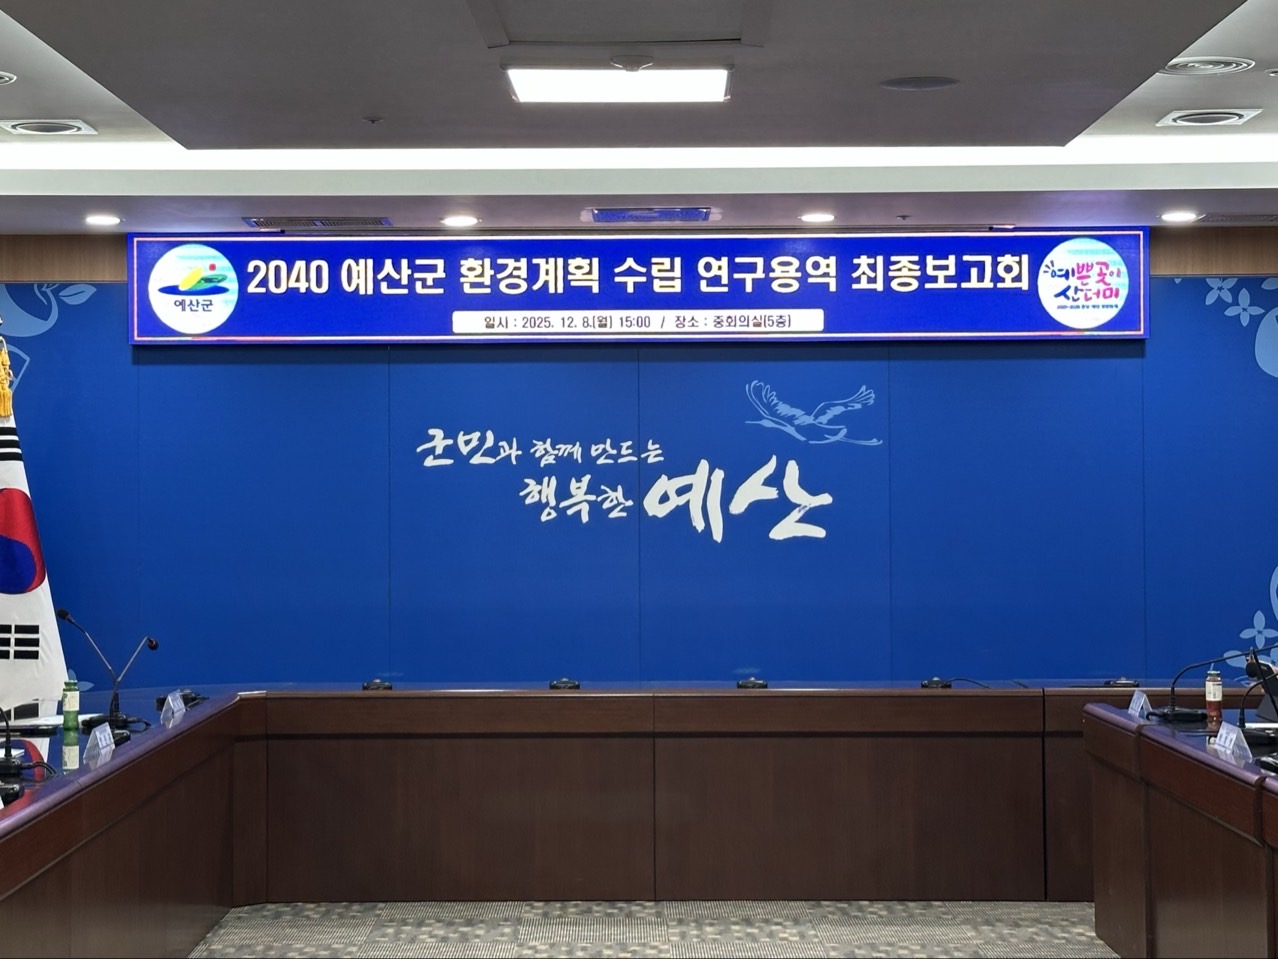 2040 예산군 환경계획 수립 연구용역 최종보고회
예산군
예쁜곳이
산더미
일시 : 2025. 12. 8.(월) 15:00 / 장소 : 중회의실(5층)
군민과 함께 만드는
행복한 예산